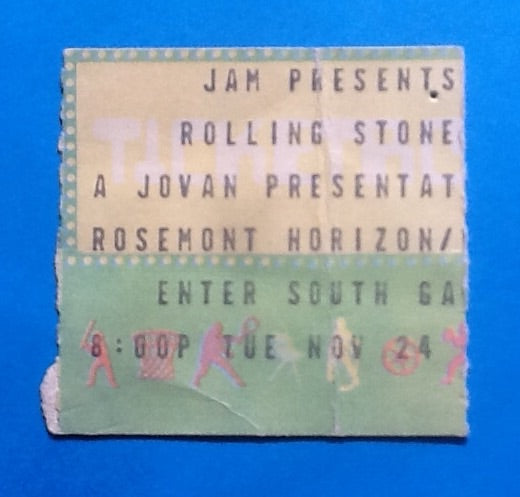 JAM PRESENTS
ROLLING STONE
A JOVAN PRESENTAT
ROSEMONT HORIZON/
ENTER SOUTH GA
8:00P TUE NOV 24